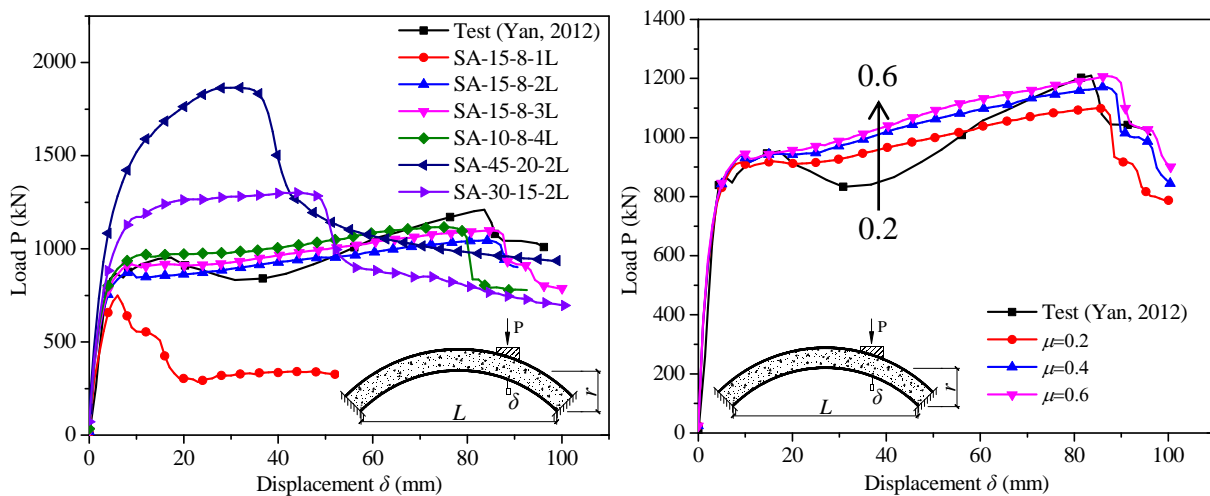 2000
1500
1000
500
0
Load P (kN)
0 20 40 60 80 100
Displacement δ (mm)
Test (Yan, 2012)
SA-15-8-1L
SA-15-8-2L
SA-15-8-3L
SA-10-8-4L
SA-45-20-2L
SA-30-15-2L
P
δ
L
r
1400
1200
1000
800
600
400
200
0
Load P (kN)
0 20 40 60 80 100
Displacement δ (mm)
0.6
0.2
Test (Yan, 2012)
μ=0.2
μ=0.4
μ=0.6
P
δ
L
r